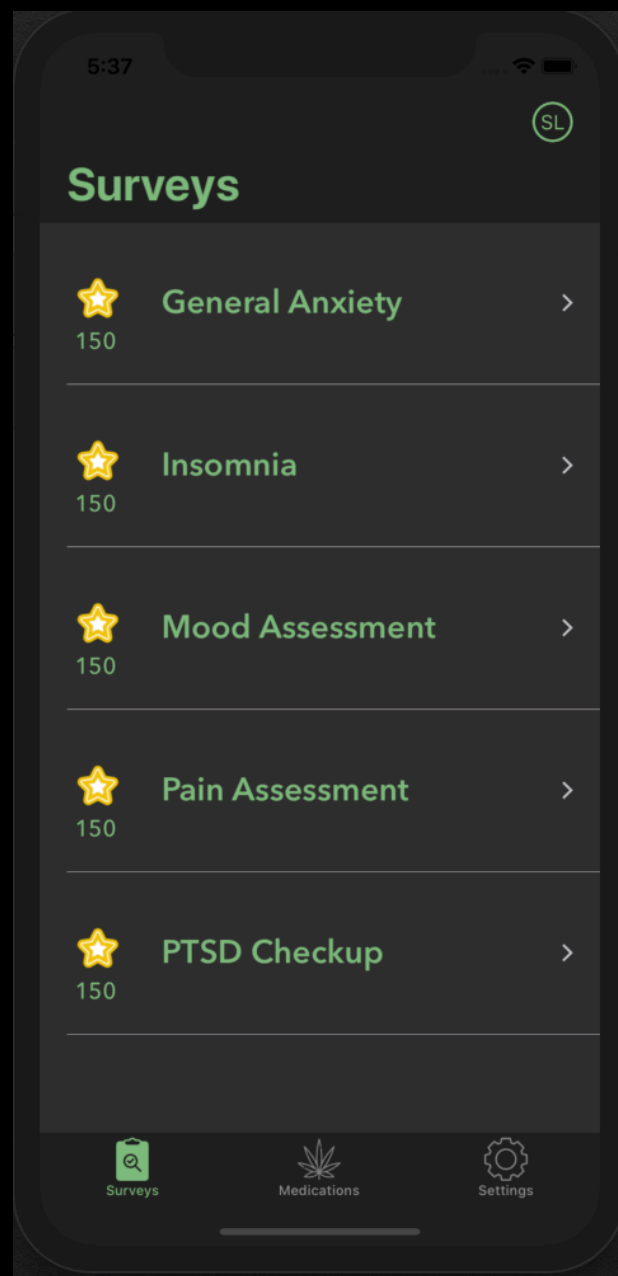 5:37
SL
Surveys
General Anxiety
150
Insomnia
150
Mood Assessment
150
Pain Assessment
150
PTSD Checkup
150
Surveys
Medications
Settings